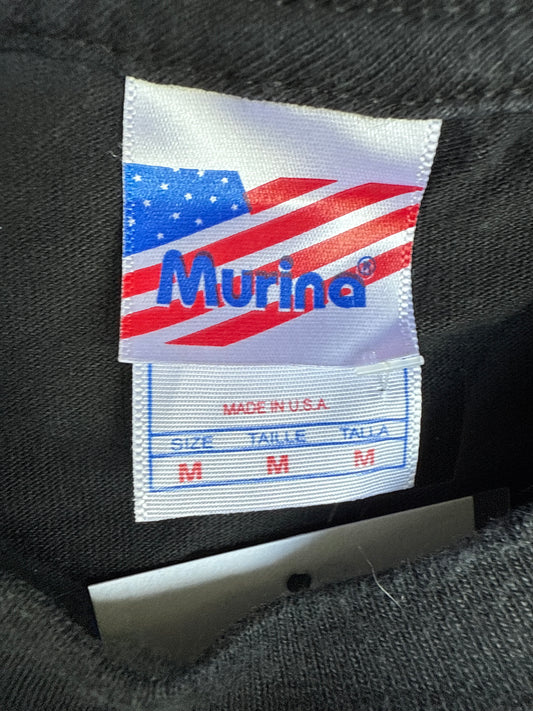 Murina®
MADE IN U.S.A.
SIZE TAILLE TALLA
M M M